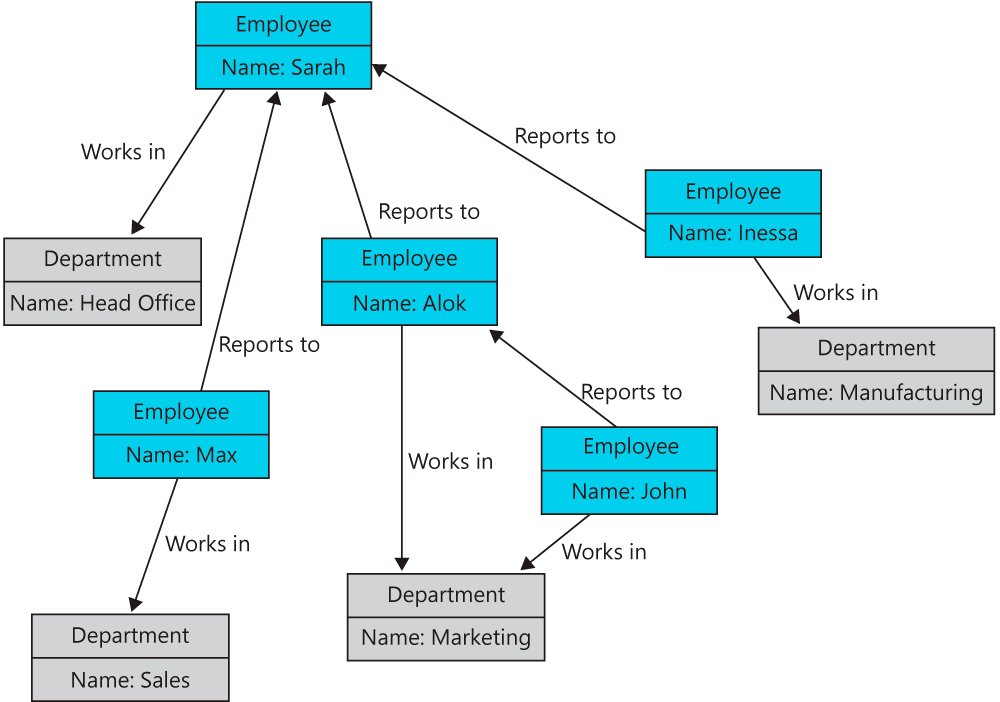 Employee
Name: Sarah
Works in
Reports to
Reports to
Employee
Name: Inessa
Department
Name: Head Office
Employee
Name: Alok
Works in
Reports to
Department
Name: Manufacturing
Employee
Name: Max
Reports to
Employee
Name: John
Works in
Works in
Works in
Department
Name: Marketing
Department
Name: Sales